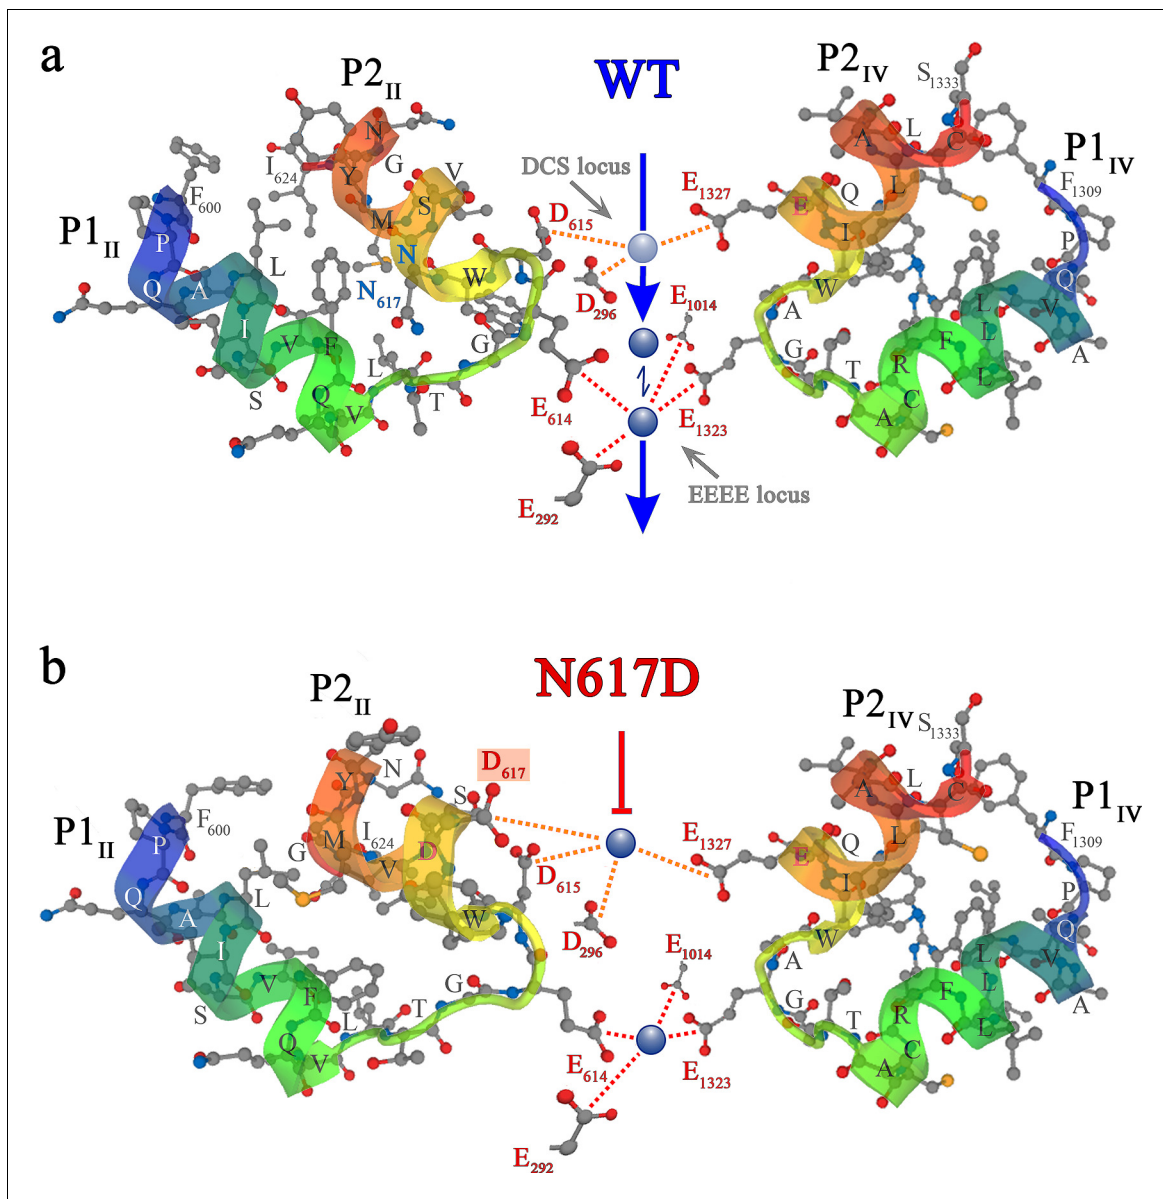 a
WT
P2II
P2IV
S1333
P1IV
F1309
P1II
F600
I624
N
Y
G
M
S
V
DCS locus
D615
E1327
N
N617
W
D296
E1014
P
Q
A
L
I
V
F
S
Q
V
L
T
G
E614
E1323
E292
EEEE locus
A
L
C
E
Q
L
I
W
A
G
T
A
C
R
F
L
L
L
V
Q
P
A
b
N617D
P2II
P2IV
S1333
P1IV
F1309
P1II
F600
I624
D617
Y
N
S
M
G
V
D
W
D615
E1327
D296
E1014
P
Q
A
L
I
V
F
S
Q
V
L
T
G
E614
E1323
E292
A
L
C
E
Q
L
I
W
A
G
T
A
C
R
F
L
L
L
V
Q
P
A